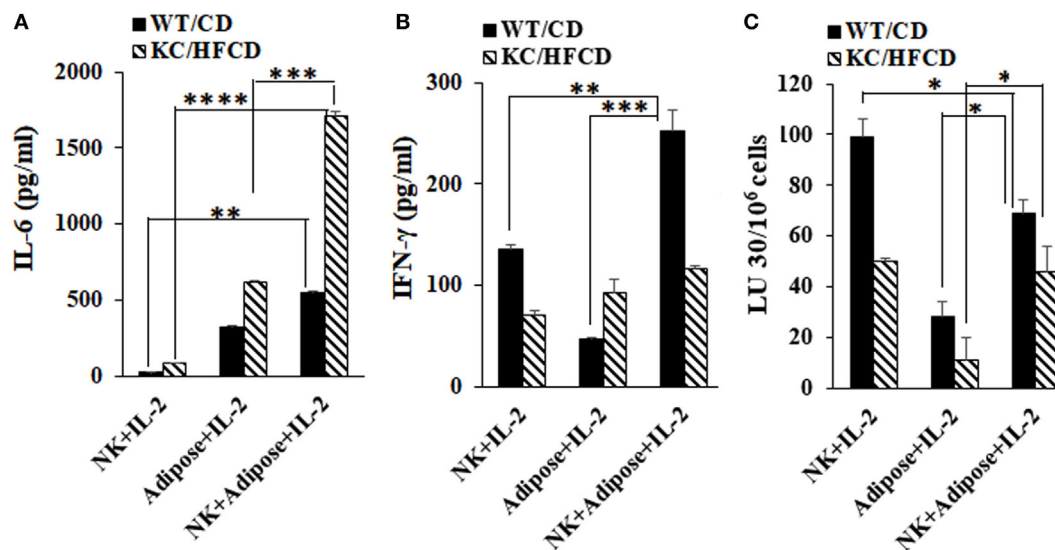 A
WT/CD
KC/HFCD
2000
1500
1000
500
0
IL-6 (pg/ml)
***
****
**
NK+IL-2
Adipose+IL-2
NK+Adipose+IL-2
B
WT/CD
KC/HFCD
300
200
100
0
IFN-γ (pg/ml)
**
***
NK+IL-2
Adipose+IL-2
NK+Adipose+IL-2
C
WT/CD
KC/HFCD
120
100
80
60
40
20
0
LU 30/10⁶ cells
*
*
*
NK+IL-2
Adipose+IL-2
NK+Adipose+IL-2